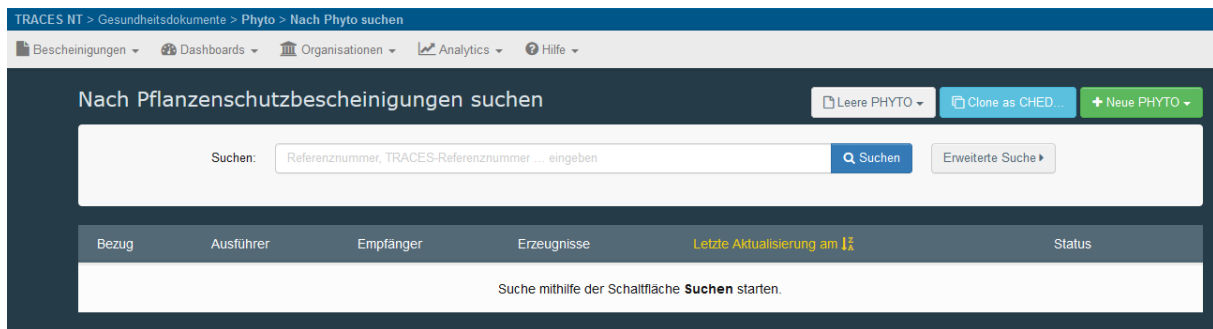 TRACES NT > Gesundheitsdokumente > Phyto > Nach Phyto suchen
Bescheinigungen Dashboards Organisationen Analytics Hilfe
Nach Pflanzenschutzbescheinigungen suchen Leere PHYTO Clone as CHED... Neue PHYTO
Suchen: Referenznummer, TRACES-Referenznummer ... eingeben Suchen Erweiterte Suche
Bezug Ausführer Empfänger Erzeugnisse Letzte Aktualisierung am Status
Suche mithilfe der Schaltfläche Suchen starten.